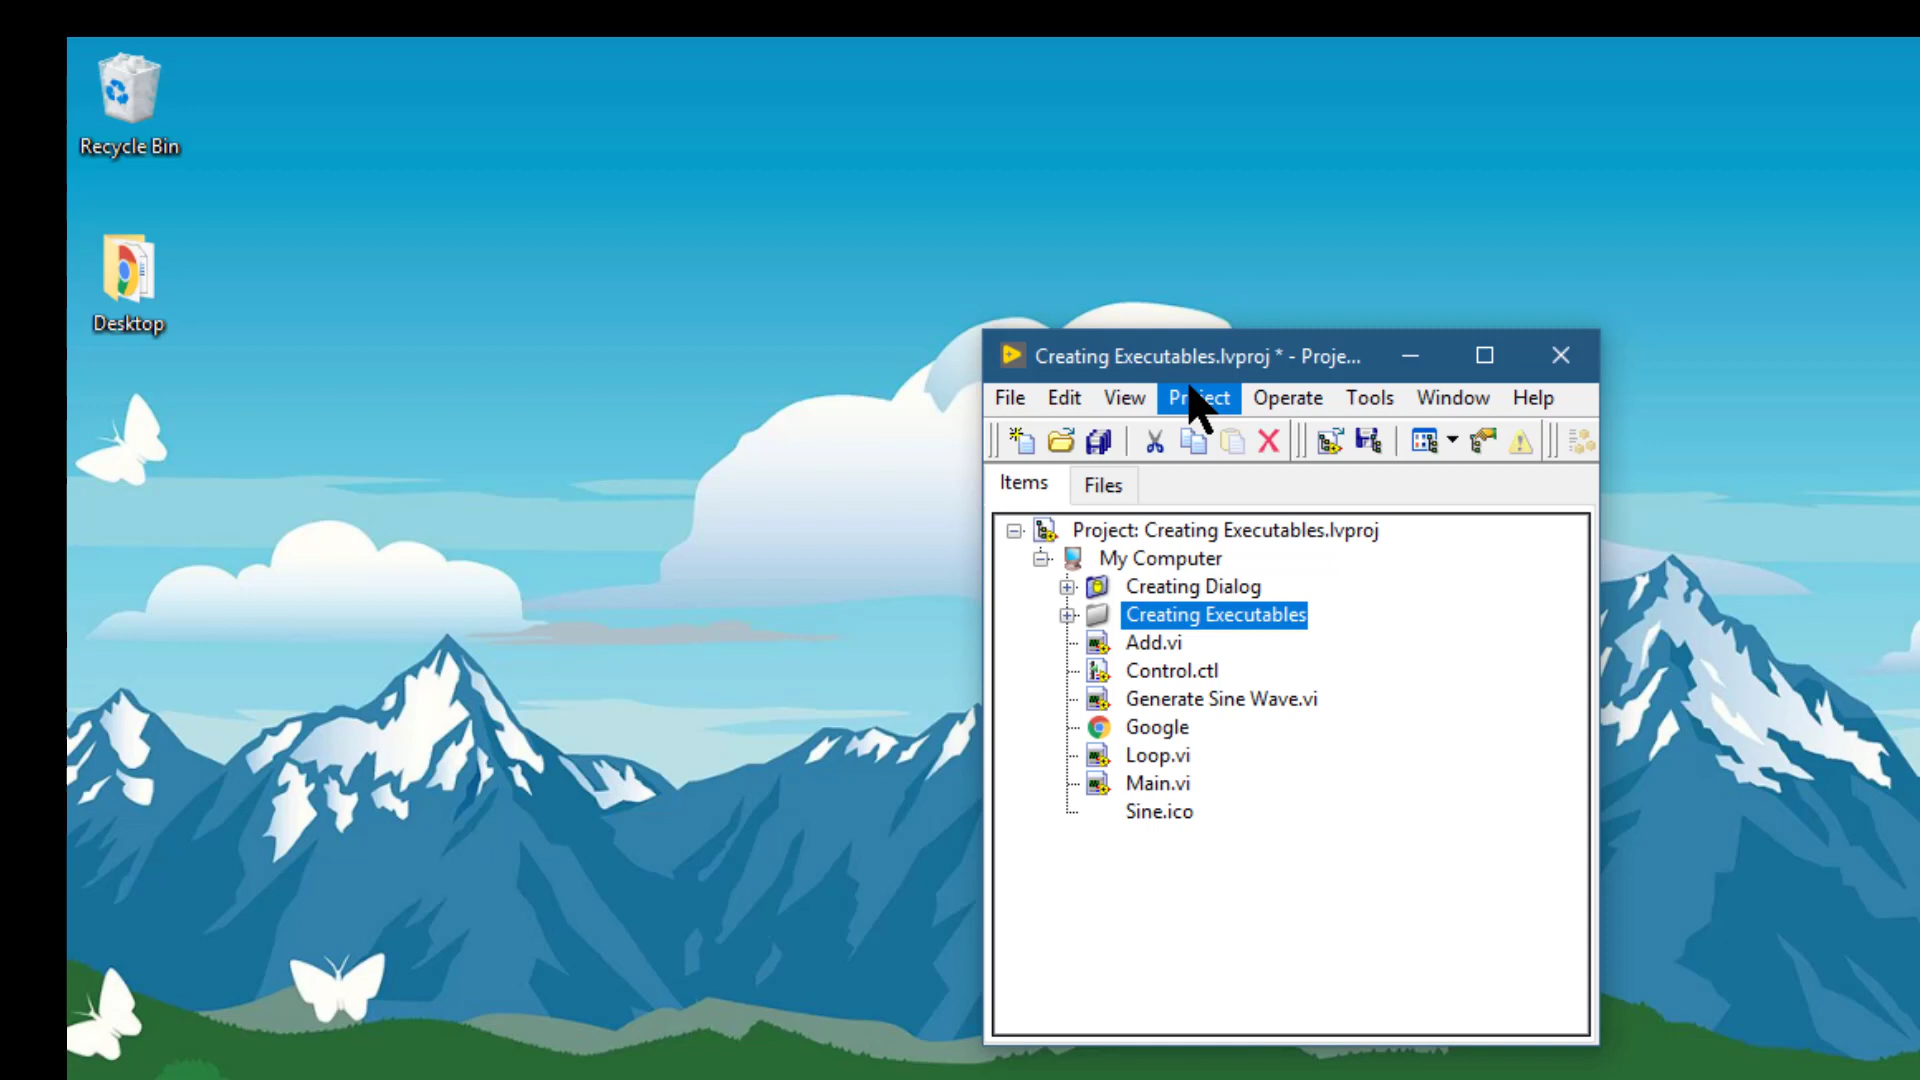 Recycle Bin
Desktop
Creating Executables.lvproj * - Proje...
File Edit View Project Operate Tools Window Help
Items Files
Project: Creating Executables.lvproj
My Computer
Creating Dialog
Creating Executables
Add.vi
Control.ctl
Generate Sine Wave.vi
Google
Loop.vi
Main.vi
Sine.ico